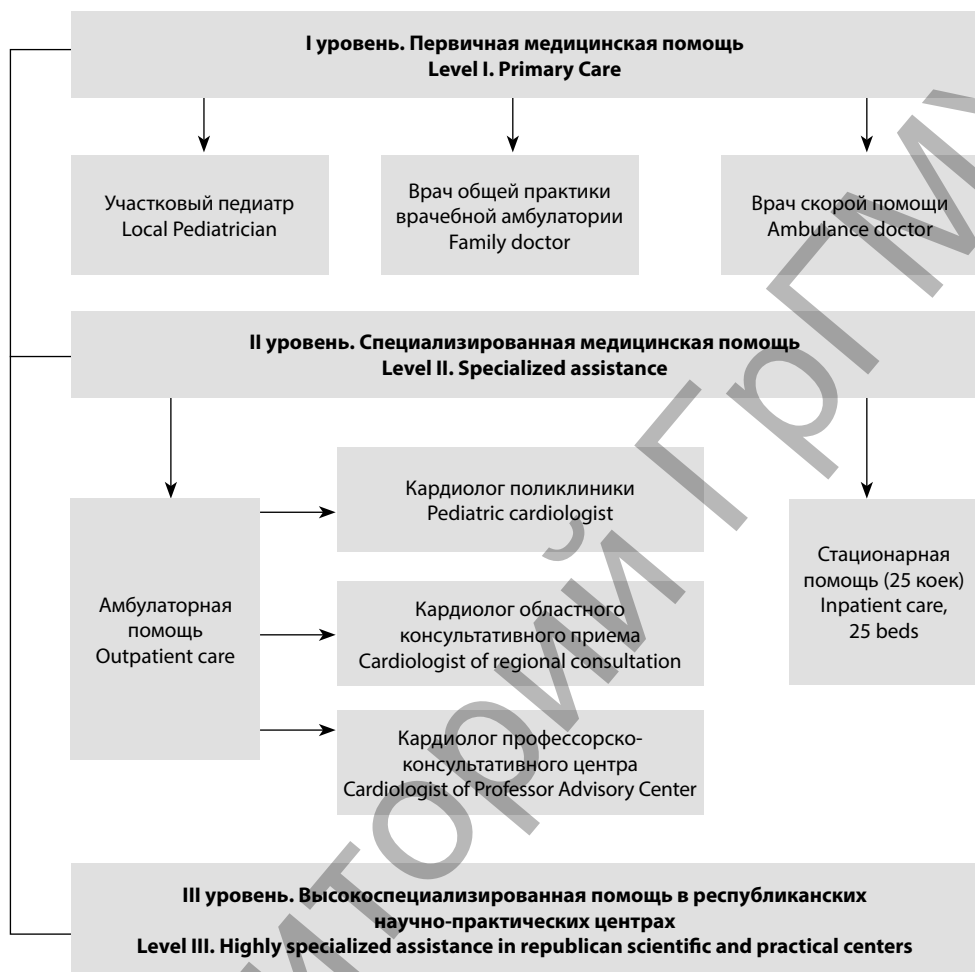 I уровень. Первичная медицинская помощь
Level I. Primary Care
Участковый педиатр
Local Pediatrician
Врач общей практики
врачебной амбулатории
Family doctor
Врач скорой помощи
Ambulance doctor
II уровень. Специализированная медицинская помощь
Level II. Specialized assistance
Амбулаторная
помощь
Outpatient care
Кардиолог поликлиники
Pediatric cardiologist
Кардиолог областного
консультативного приема
Cardiologist of regional consultation
Кардиолог профессорско-
консультативного центра
Cardiologist of Professor Advisory Center
Стационарная
помощь (25 коек)
Inpatient care,
25 beds
III уровень. Высокоспециализированная помощь в республиканских
научно-практических центрах
Level III. Highly specialized assistance in republican scientific and practical centers
иторий ГрГМУ